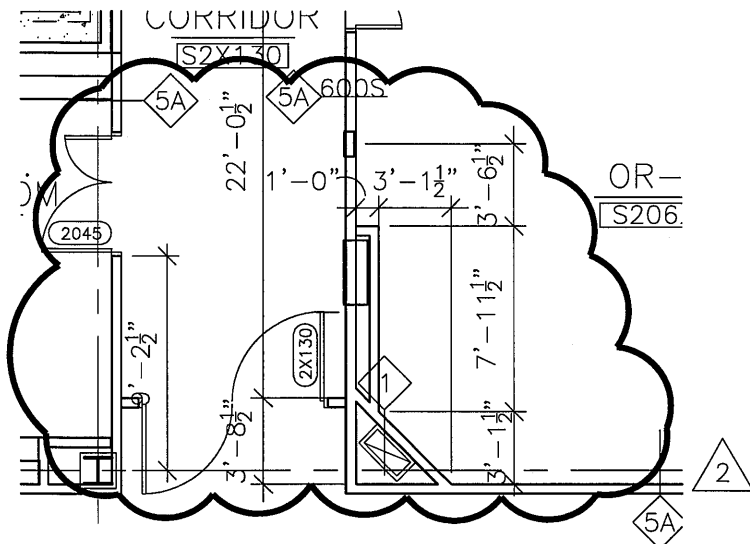 CORRIDOR
S2X130
5A
5A
600S
22'-0½"
1'-0"
3'-1½"
3'-6½"
OR-
S206
2045
7'-11½"
'-2½"
2X130
1
3'-8½"
3'-1½"
2
5A